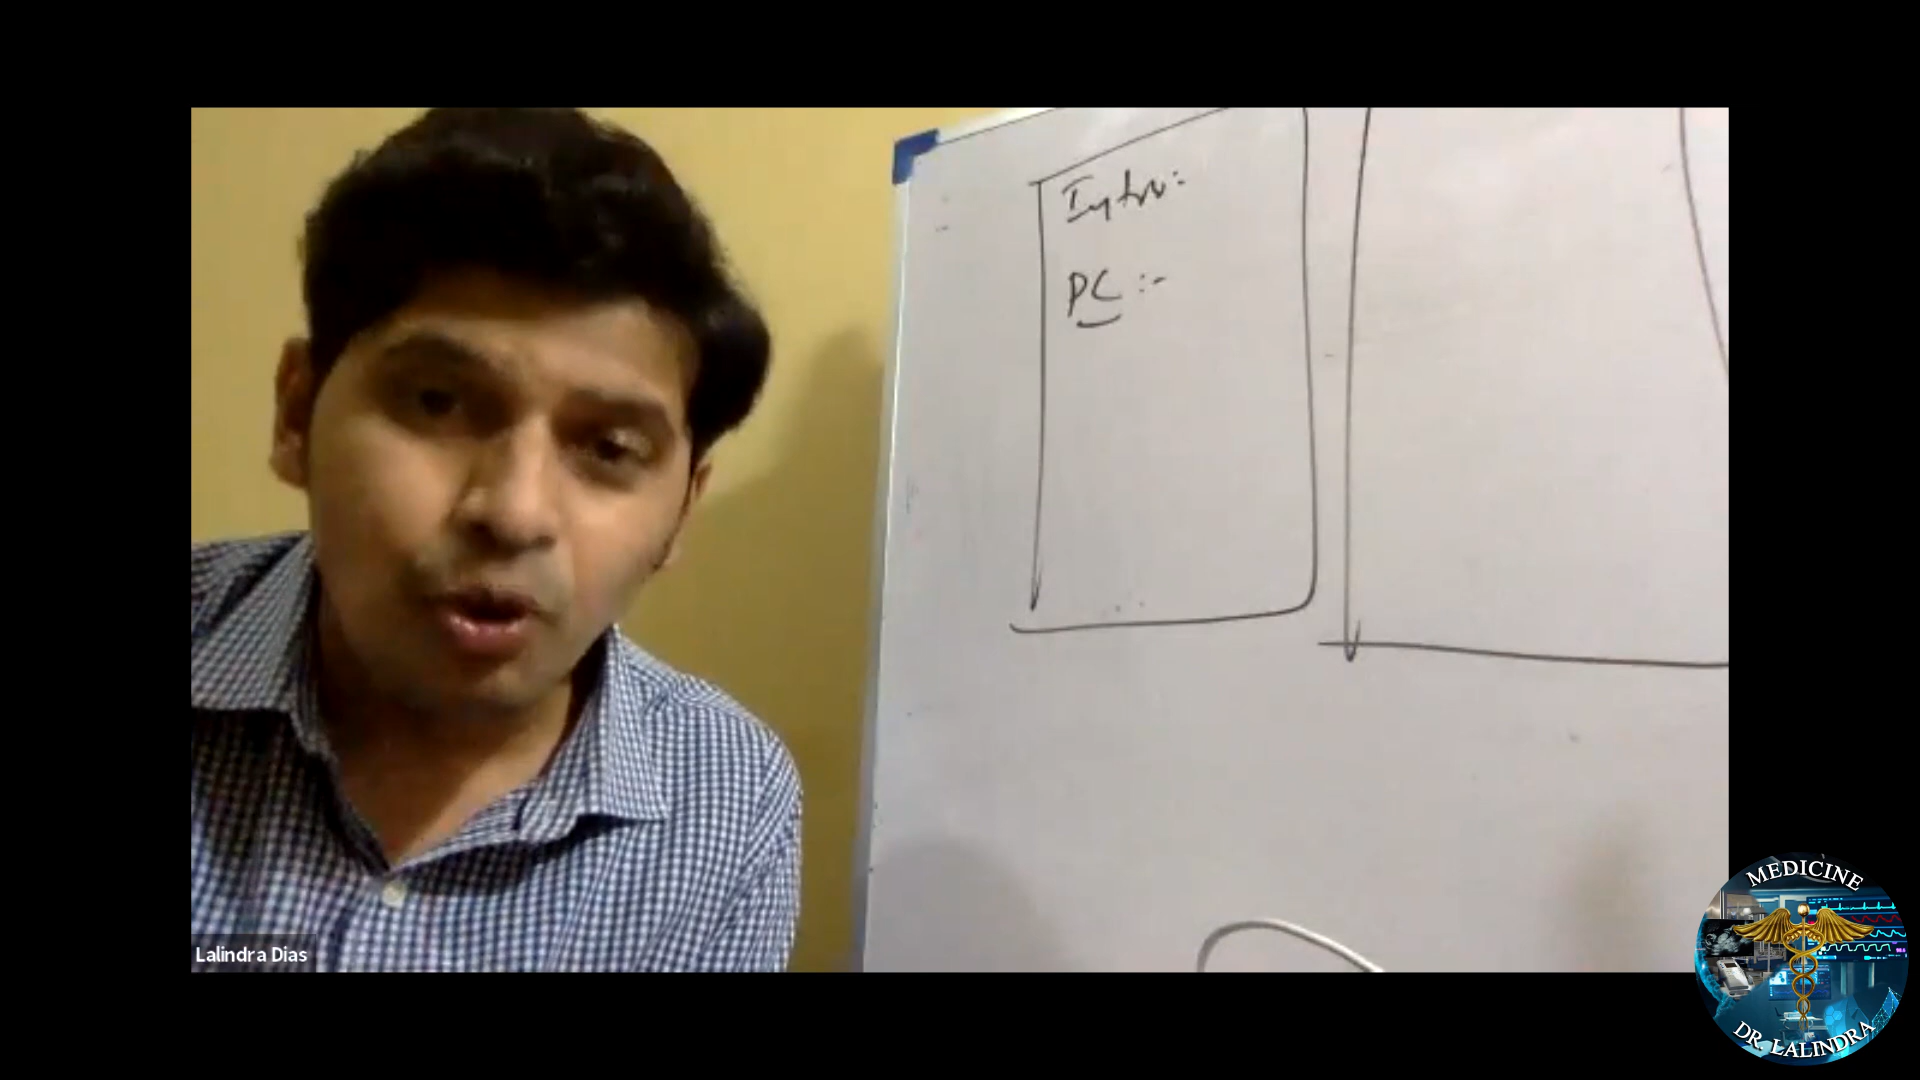 Intro:
PC :-
Lalindra Dias
MEDICINE
DR. LALINDRA